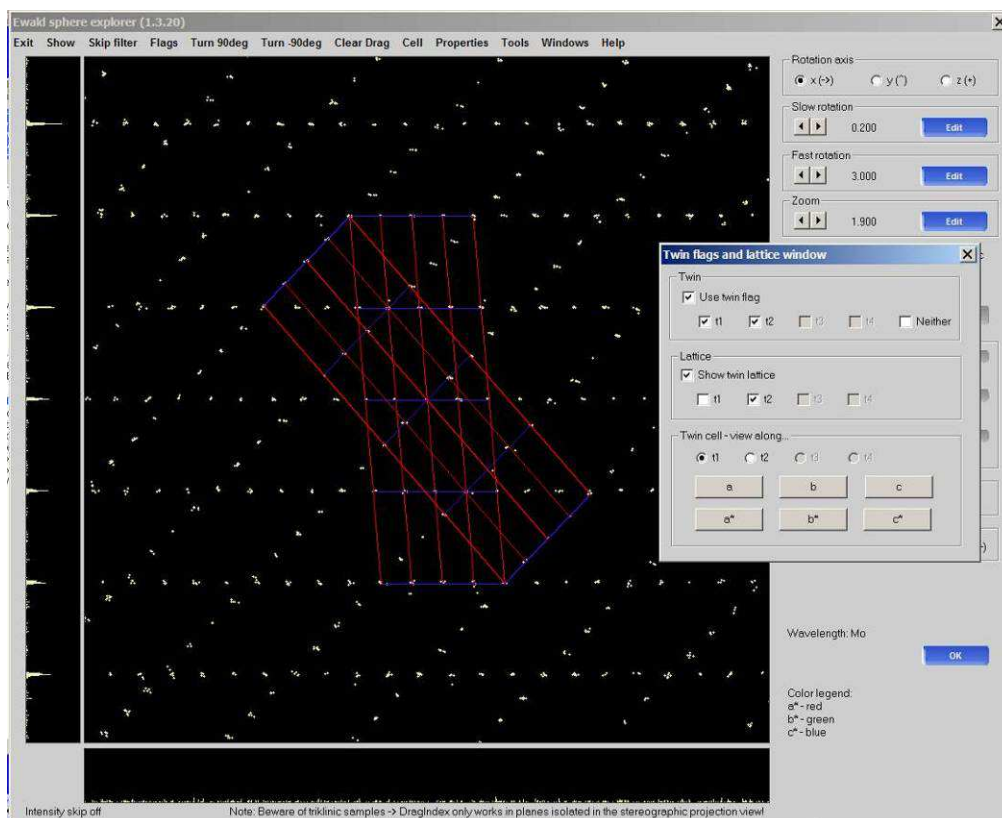 Ewald sphere explorer (1.3.20)
Exit Show Skip filter Flags Turn 90deg Turn -90deg Clear Drag Cell Properties Tools Windows Help
Rotation axis
x (->) y (^) z (+)
Slow rotation
0.200 Edit
Fast rotation
3.000 Edit
Zoom
1.900 Edit
Twin flags and lattice window
Twin
Use twin flag
t1 t2 t3 t4 Neither
Lattice
Show twin lattice
t1 t2 t3 t4
Twin cell - view along...
t1 t2 t3 t4
a b c
a* b* c*
Wavelength: Mo
OK
Color legend:
a* - red
b* - green
c* - blue
Intensity skip off Note: Beware of triklinic samples -> DragIndex only works in planes isolated in the stereographic projection view!